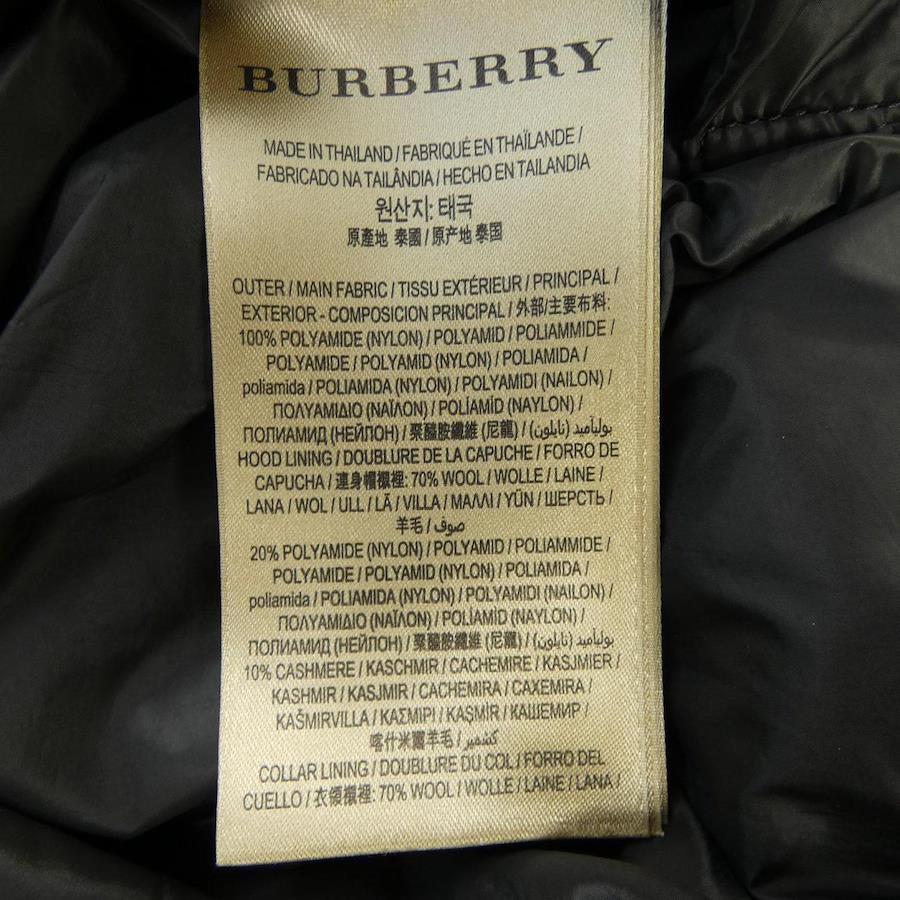 BURBERRY
MADE IN THAILAND / FABRIQUÉ EN THAÏLANDE /
FABRICADO NA TAILÂNDIA / HECHO EN TAILANDIA
원산지: 태국
原產地 泰國 / 原产地 泰国
OUTER / MAIN FABRIC / TISSU EXTÉRIEUR / PRINCIPAL /
EXTERIOR - COMPOSICION PRINCIPAL / 外部/主要布料:
100% POLYAMIDE (NYLON) / POLYAMID / POLIAMMIDE /
POLYAMIDE / POLYAMID (NYLON) / POLIAMIDA /
poliamida / POLIAMIDA (NYLON) / POLYAMIDI (NAILON) /
ΠΟΛΥΑΜΙΔΙΟ (ΝΑΪΛΟΝ) / POLİAMİD (NAYLON) /
ПОЛИАМИД (НЕЙЛОН) / 聚醯胺纖維 (尼龍) / بوليأميد (نايلون) /
HOOD LINING / DOUBLURE DE LA CAPUCHE / FORRO DE
CAPUCHA / 連身帽襯裡: 70% WOOL / WOLLE / LAINE /
LANA / WOL / ULL / LÃ / VILLA / ΜΑΛΛΙ / YÜN / ШЕРСТЬ /
羊毛 / صوف /
20% POLYAMIDE (NYLON) / POLYAMID / POLIAMMIDE /
POLYAMIDE / POLYAMID (NYLON) / POLIAMIDA /
poliamida / POLIAMIDA (NYLON) / POLYAMIDI (NAILON) /
ΠΟΛΥΑΜΙΔΙΟ (ΝΑΪΛΟΝ) / POLİAMİD (NAYLON) /
ПОЛИАМИД (НЕЙЛОН) / 聚醯胺纖維 (尼龍) / بوليأميد (نايلون) /
10% CASHMERE / KASCHMIR / CACHEMIRE / KASJMIER /
KASHMIR / KASJMIR / CACHEMIRA / CAXEMIRA /
KAŠMIRVILLA / ΚΑΣΜΙΡΙ / KAŞMİR / КАШЕМИР /
喀什米爾羊毛 / كشمير /
COLLAR LINING / DOUBLURE DU COL / FORRO DEL
CUELLO / 衣領襯裡: 70% WOOL / WOLLE / LAINE / LANA /